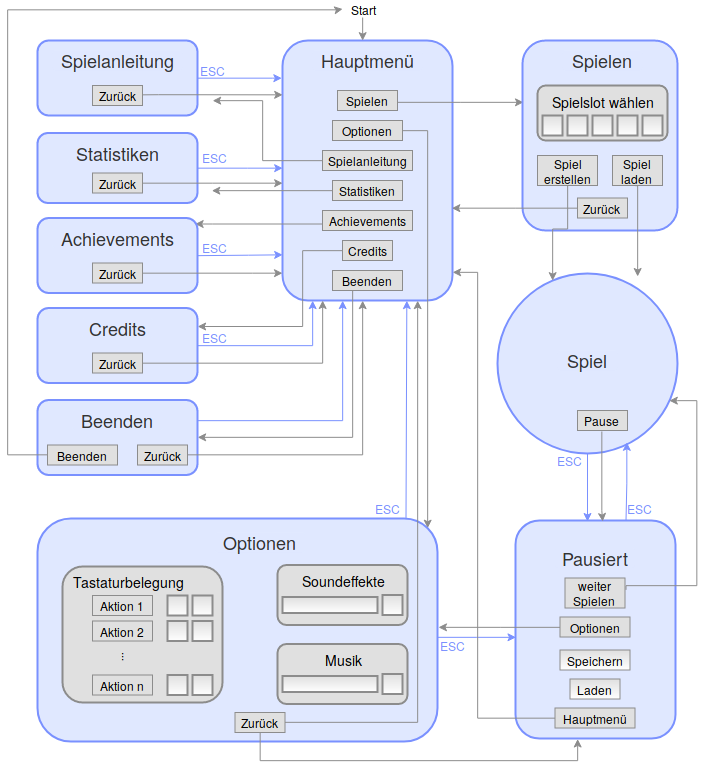 Start
Spielanleitung
Zurück
ESC
Statistiken
Zurück
ESC
Achievements
Zurück
ESC
Credits
Zurück
ESC
Beenden
Beenden
Zurück
Hauptmenü
Spielen
Optionen
Spielanleitung
Statistiken
Achievements
Credits
Beenden
Spielen
Spielslot wählen
Spiel
erstellen
Spiel
laden
Zurück
Spiel
Pause
ESC
ESC
Optionen
ESC
Tastaturbelegung
Aktion 1
Aktion 2
...
Aktion n
Soundeffekte
Musik
Zurück
ESC
Pausiert
weiter
Spielen
Optionen
Speichern
Laden
Hauptmenü